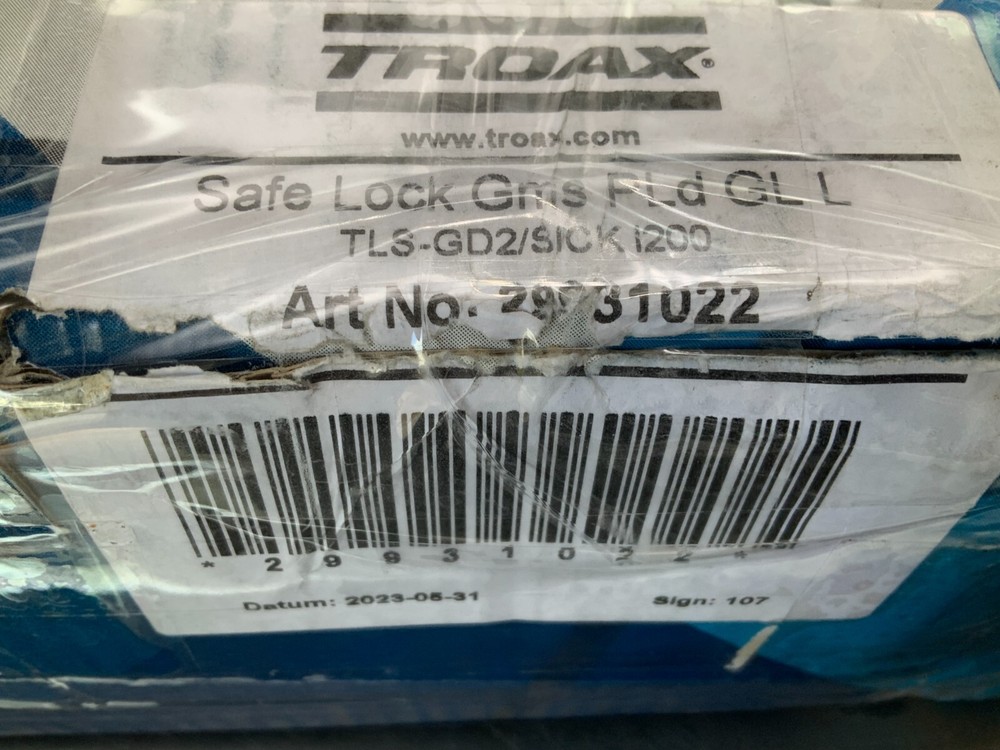 TROAX®
www.troax.com
Safe Lock Gms PLd GL L
TLS-GD2/SICK i200
Art No. 29931022
* 2 9 9 3 1 0 2 2 *
Datum: 2023-05-31
Sign: 107